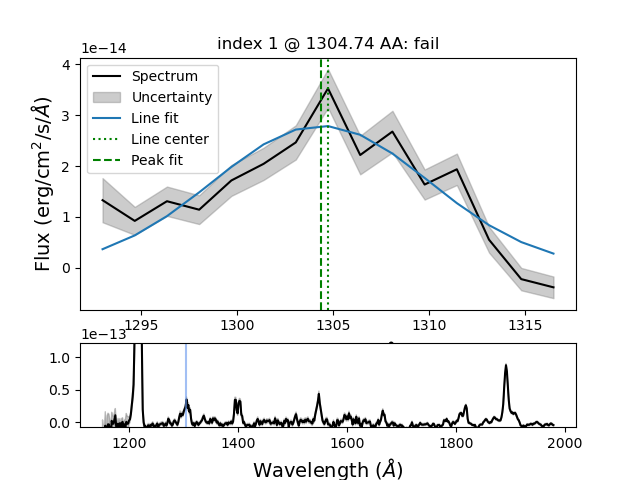 index 1 @ 1304.74 AA: fail
1e−14
Flux (erg/cm²/s/Å)
4
3
2
1
0
Spectrum
Uncertainty
Line fit
Line center
Peak fit
1295 1300 1305 1310 1315
1e−13
1.0
0.5
0.0
1200 1400 1600 1800 2000
Wavelength (Å)